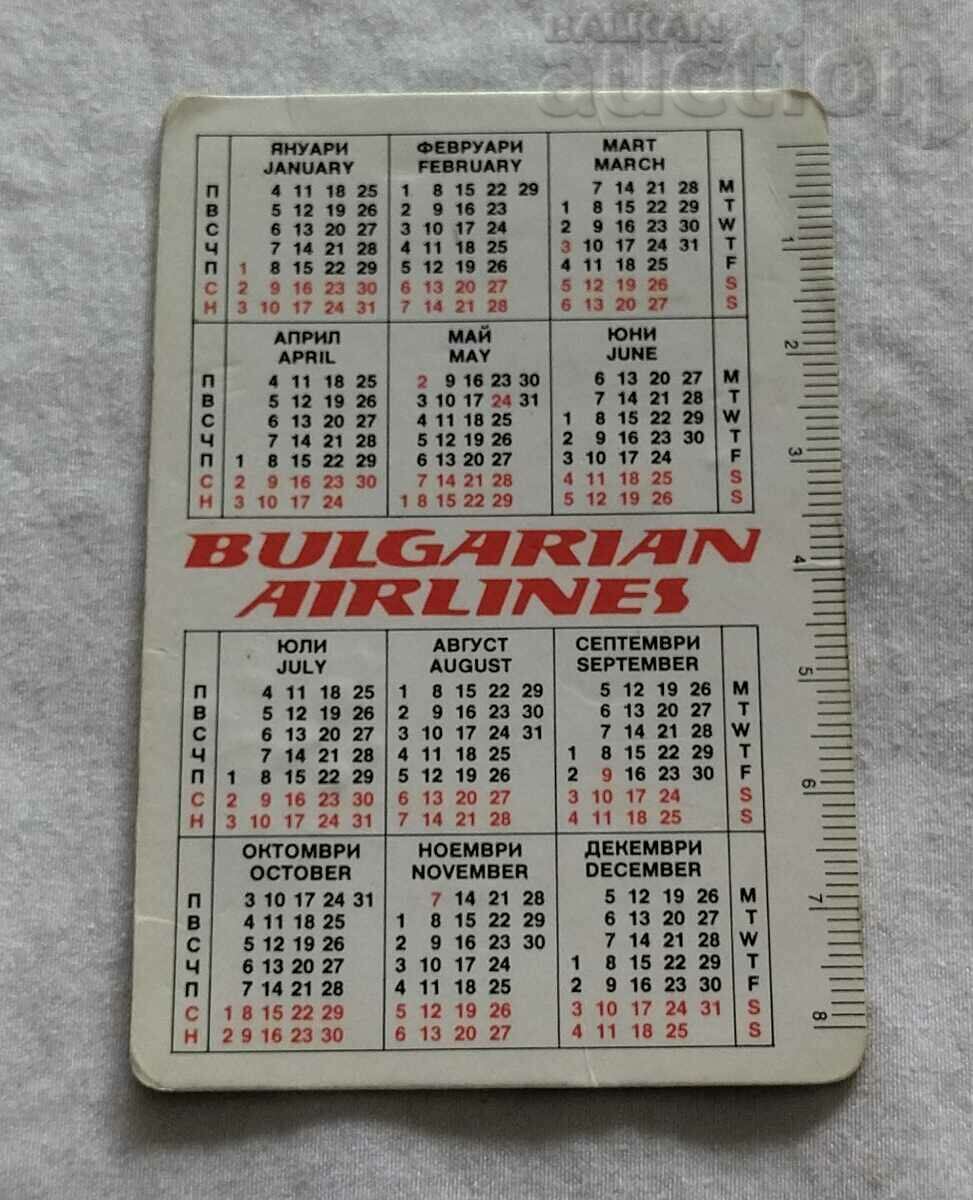 BALKAN
auction
ЯНУАРИ ФЕВРУАРИ МАРТ
JANUARY FEBRUARY MARCH
П 4 11 18 25 1 8 15 22 29 7 14 21 28 M
В 5 12 19 26 2 9 16 23 1 8 15 22 29 T
С 6 13 20 27 3 10 17 24 2 9 16 23 30 W
Ч 7 14 21 28 4 11 18 25 3 10 17 24 31 T
П 1 8 15 22 29 5 12 19 26 4 11 18 25 F
С 2 9 16 23 30 6 13 20 27 5 12 19 26 S
Н 3 10 17 24 31 7 14 21 28 6 13 20 27 S
АПРИЛ МАЙ ЮНИ
APRIL MAY JUNE
П 4 11 18 25 2 9 16 23 30 6 13 20 27 M
В 5 12 19 26 3 10 17 24 31 7 14 21 28 T
С 6 13 20 27 4 11 18 25 1 8 15 22 29 W
Ч 7 14 21 28 5 12 19 26 2 9 16 23 30 T
П 1 8 15 22 29 6 13 20 27 3 10 17 24 F
С 2 9 16 23 30 7 14 21 28 4 11 18 25 S
Н 3 10 17 24 1 8 15 22 29 5 12 19 26 S
BULGARIAN
AIRLINES
ЮЛИ АВГУСТ СЕПТЕМВРИ
JULY AUGUST SEPTEMBER
П 4 11 18 25 1 8 15 22 29 5 12 19 26 M
В 5 12 19 26 2 9 16 23 30 6 13 20 27 T
С 6 13 20 27 3 10 17 24 31 7 14 21 28 W
Ч 7 14 21 28 4 11 18 25 1 8 15 22 29 T
П 1 8 15 22 29 5 12 19 26 2 9 16 23 30 F
С 2 9 16 23 30 6 13 20 27 3 10 17 24 S
Н 3 10 17 24 31 7 14 21 28 4 11 18 25 S
ОКТОМВРИ НОЕМВРИ ДЕКЕМВРИ
OCTOBER NOVEMBER DECEMBER
П 3 10 17 24 31 7 14 21 28 5 12 19 26 M
В 4 11 18 25 1 8 15 22 29 6 13 20 27 T
С 5 12 19 26 2 9 16 23 30 7 14 21 28 W
Ч 6 13 20 27 3 10 17 24 1 8 15 22 29 T
П 7 14 21 28 4 11 18 25 2 9 16 23 30 F
С 1 8 15 22 29 5 12 19 26 3 10 17 24 31 S
Н 2 9 16 23 30 6 13 20 27 4 11 18 25 S
1
2
3
4
5
6
7
8